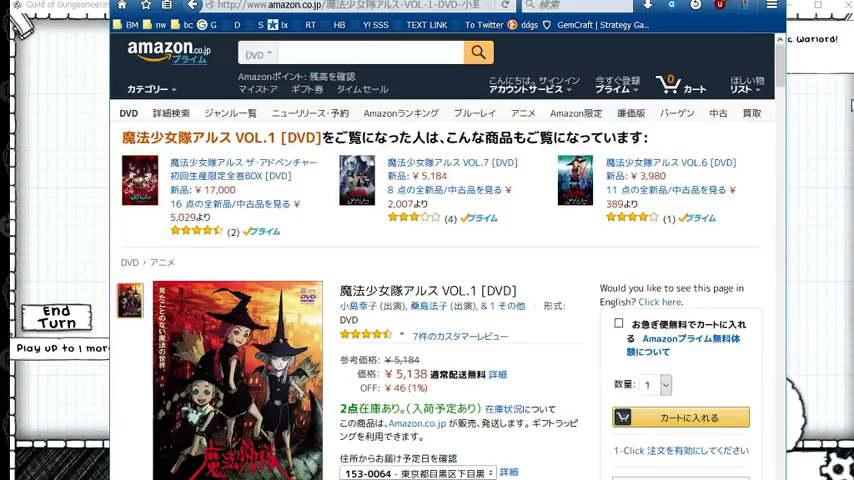 Guild of Dungeoneering
http://www.amazon.co.jp/魔法少女隊アルス-VOL-1-DVD-小島
検索
BM nw bc G D S lx RT HB Y! SSS TEXT LINK To Twitter ddgs GemCraft | Strategy Ga...
c Warlord!
amazon.co.jp
プライム
DVD
カテゴリー
Amazonポイント: 残高を確認
マイストア ギフト券 タイムセール
こんにちは。サインイン
アカウントサービス
今すぐ登録
プライム
0
カート
ほしい物
リスト
DVD 詳細検索 ジャンル一覧 ニューリリース・予約 Amazonランキング ブルーレイ アニメ Amazon限定 廉価版 バーゲン 中古 買取
魔法少女隊アルス VOL.1 [DVD]をご覧になった人は、こんな商品もご覧になっています:
魔法少女隊アルス ザ・アドベンチャー
初回生産限定全巻BOX [DVD]
新品: ¥ 17,000
16 点の全新品/中古品を見る ¥
5,029より
(2) プライム
魔法少女隊アルス VOL.7 [DVD]
新品: ¥ 5,184
8 点の全新品/中古品を見る ¥
2,007より
(4) プライム
魔法少女隊アルス VOL.6 [DVD]
新品: ¥ 3,980
11 点の全新品/中古品を見る ¥
389より
(1) プライム
DVD › アニメ
End
Turn
Play up to 1 more
見たことのない魔法の世界。
DVD
魔法少女隊
魔法少女隊アルス VOL.1 [DVD]
小島幸子 (出演), 桑島法子 (出演), & 1 その他 形式:
DVD
7件のカスタマーレビュー
参考価格: ¥ 5,184
価格: ¥ 5,138 通常配送無料 詳細
OFF: ¥ 46 (1%)
2点在庫あり。(入荷予定あり) 在庫状況について
この商品は、Amazon.co.jp が販売、発送します。 ギフトラッピ
ングを利用できます。
住所からお届け予定日を確認
153-0064 - 東京都目黒区下目黒 詳細
Would you like to see this page in
English? Click here.
お急ぎ便無料でカートに入れ
る Amazonプライム無料体
験について
数量: 1
カートに入れる
1-Click 注文を有効にしてください